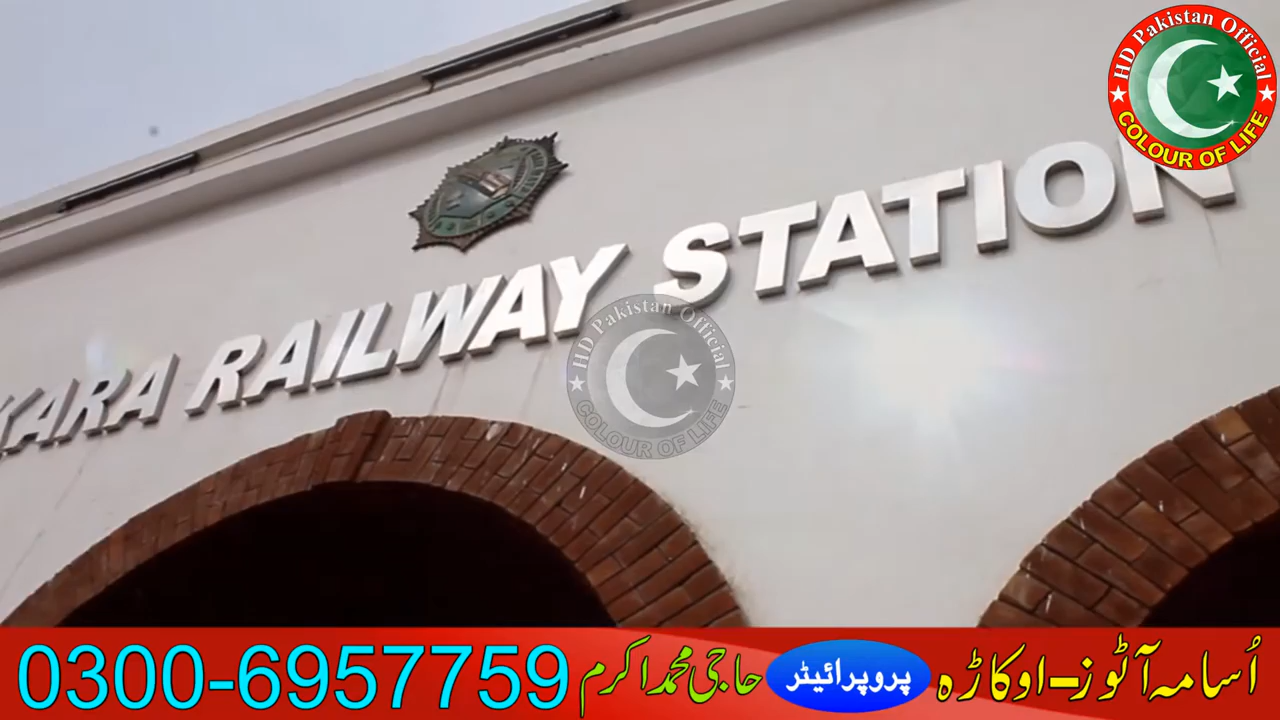 HD Pakistan Official
COLOUR OF LIFE
KARA RAILWAY STATION
HD Pakistan Official
COLOUR OF LIFE
اُسامہ آٹوز-اوکاڑہ پروپرائیٹر حاجی محمد اکرم 0300-6957759